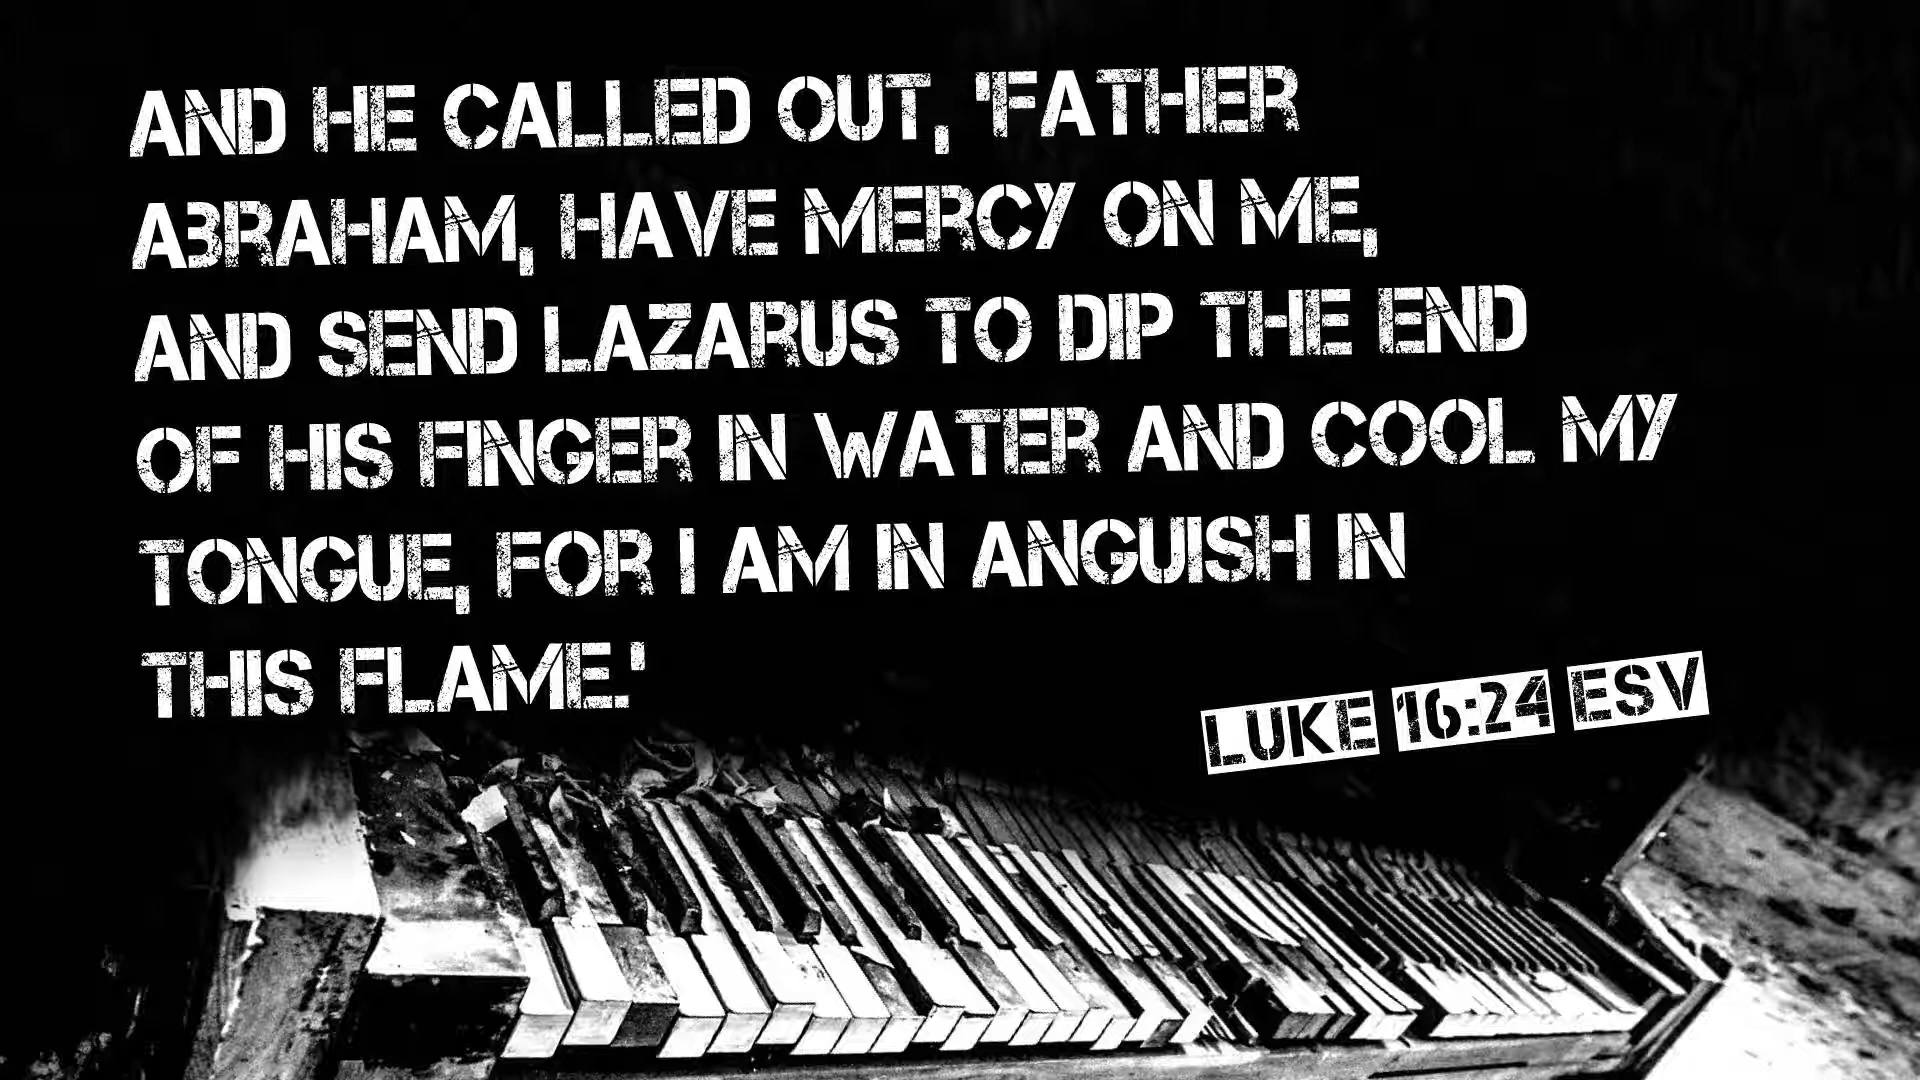 AND HE CALLED OUT, 'FATHER
ABRAHAM, HAVE MERCY ON ME,
AND SEND LAZARUS TO DIP THE END
OF HIS FINGER IN WATER AND COOL MY
TONGUE, FOR I AM IN ANGUISH IN
THIS FLAME.'
LUKE 16:24 ESV